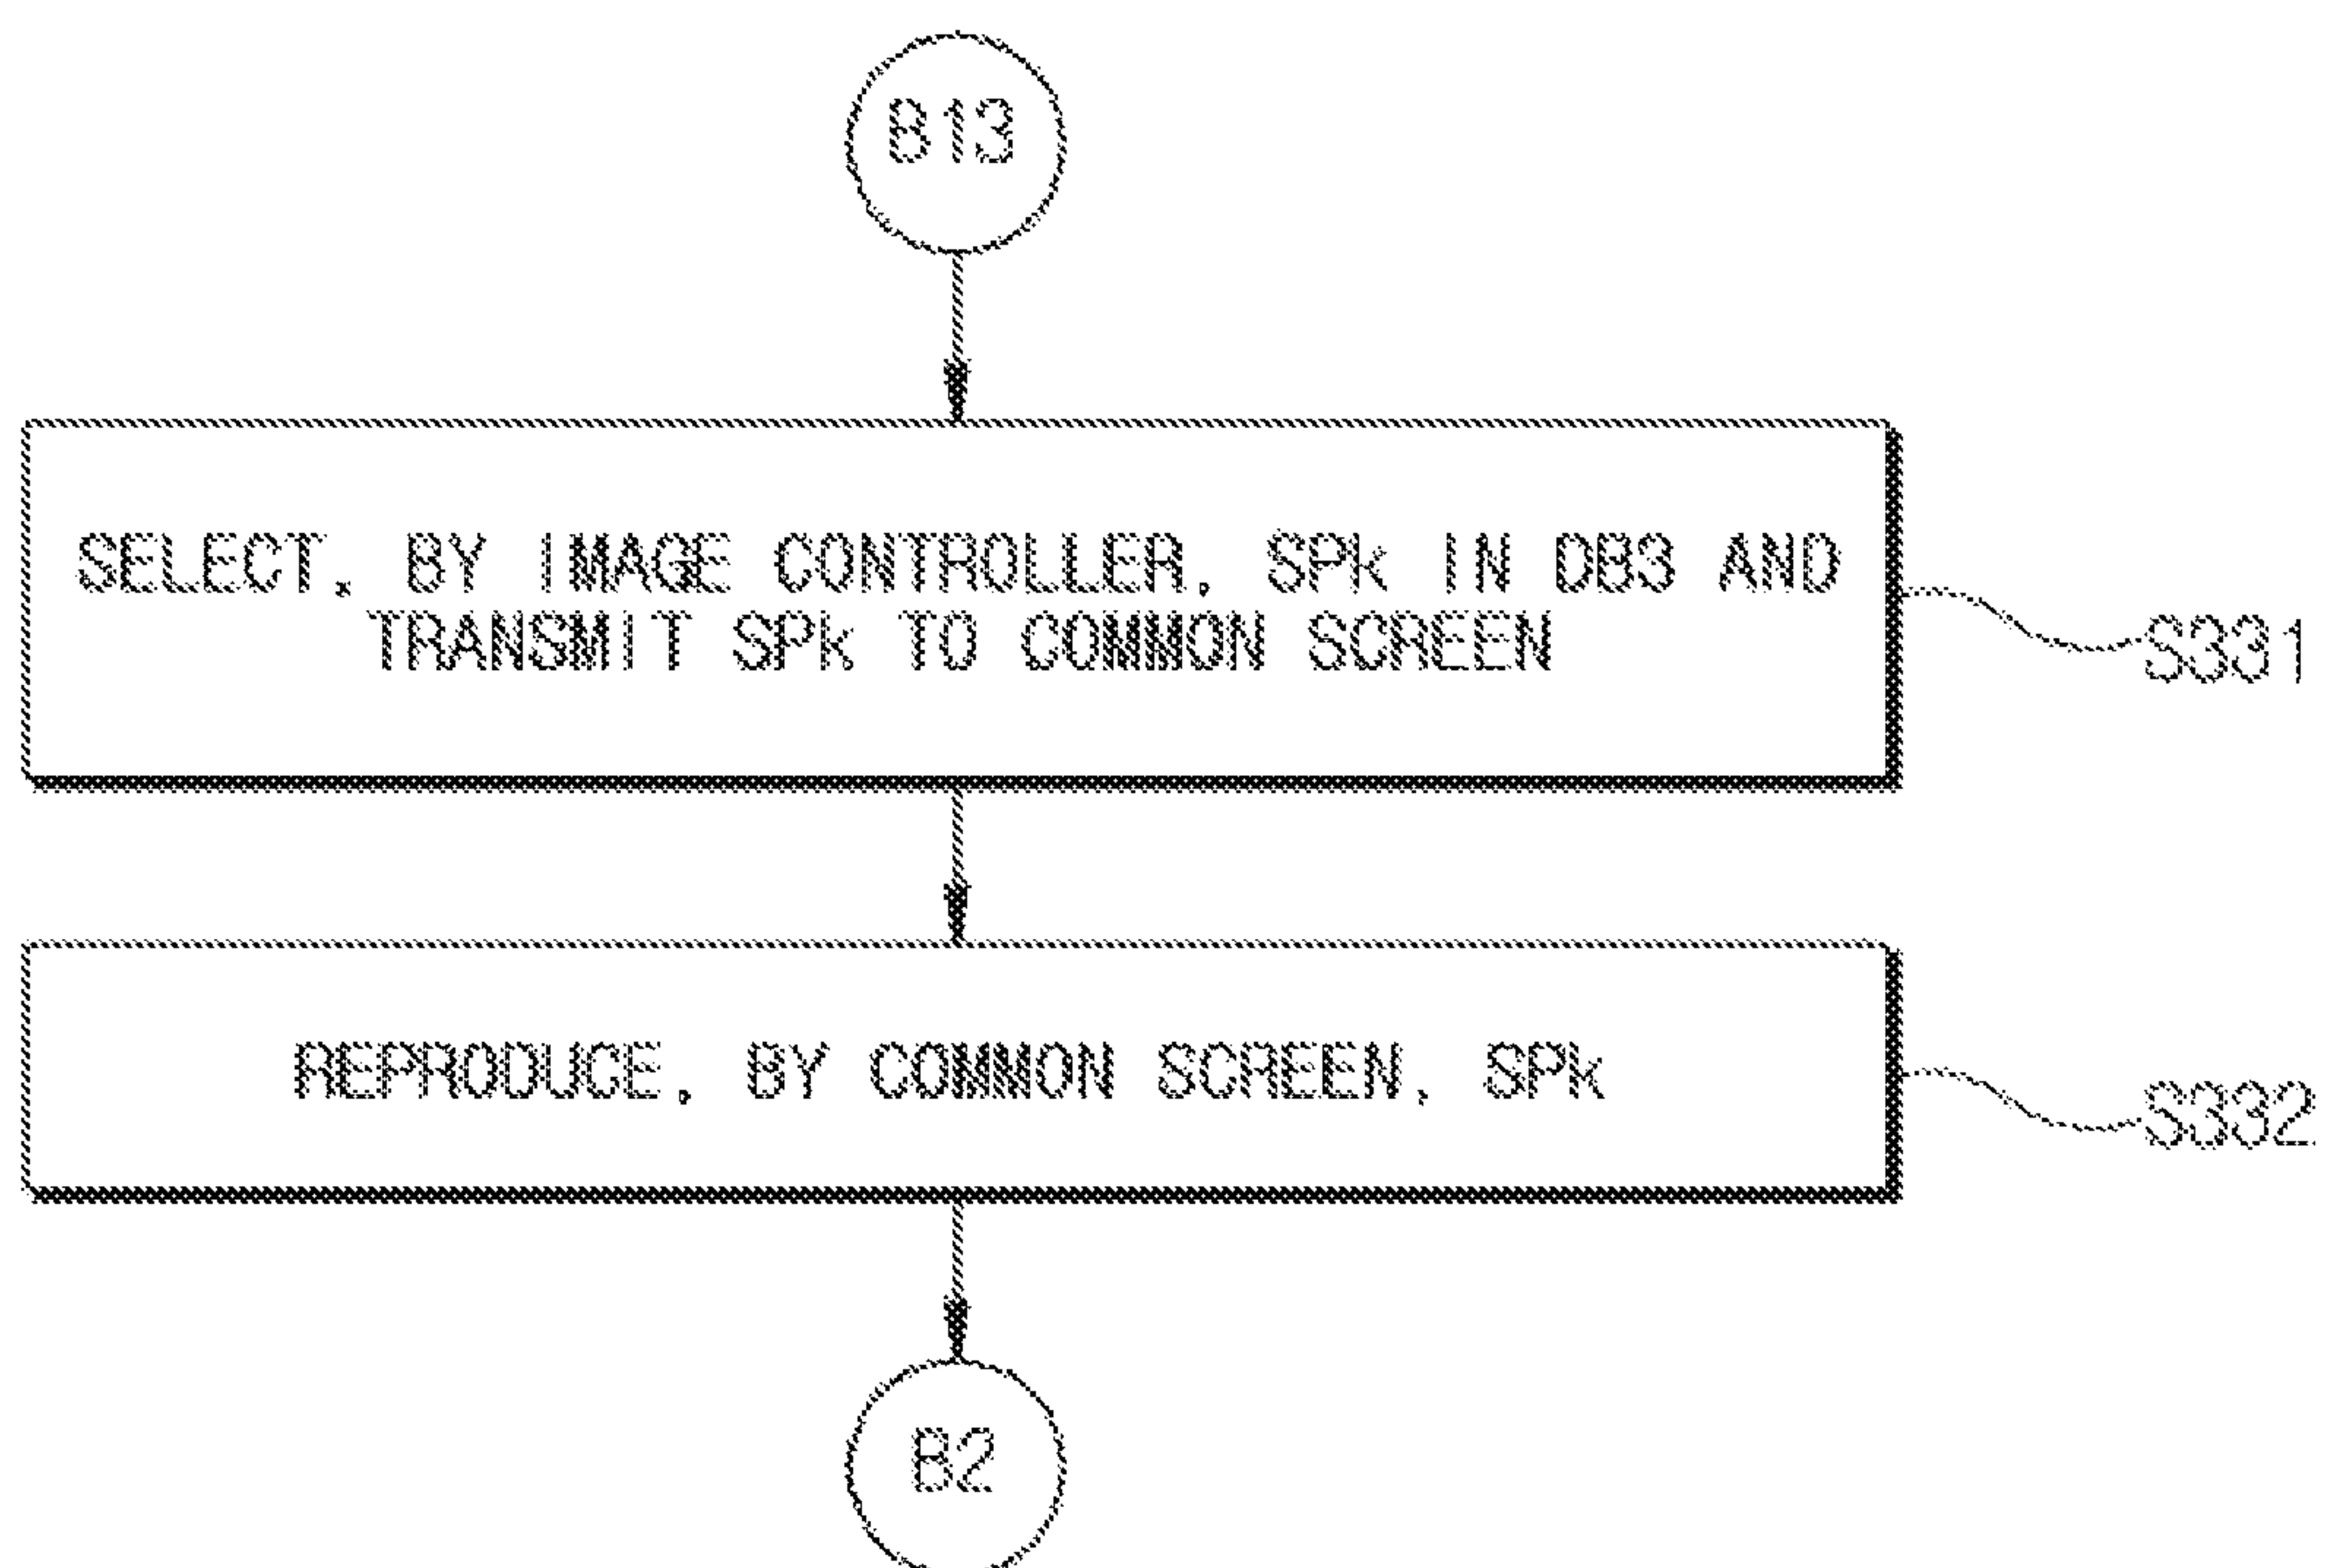 B13
SELECT, BY IMAGE CONTROLLER, SPk IN DB3 AND
TRANSMIT SPk TO COMMON SCREEN
S331
REPRODUCE, BY COMMON SCREEN, SPk
S332
B2